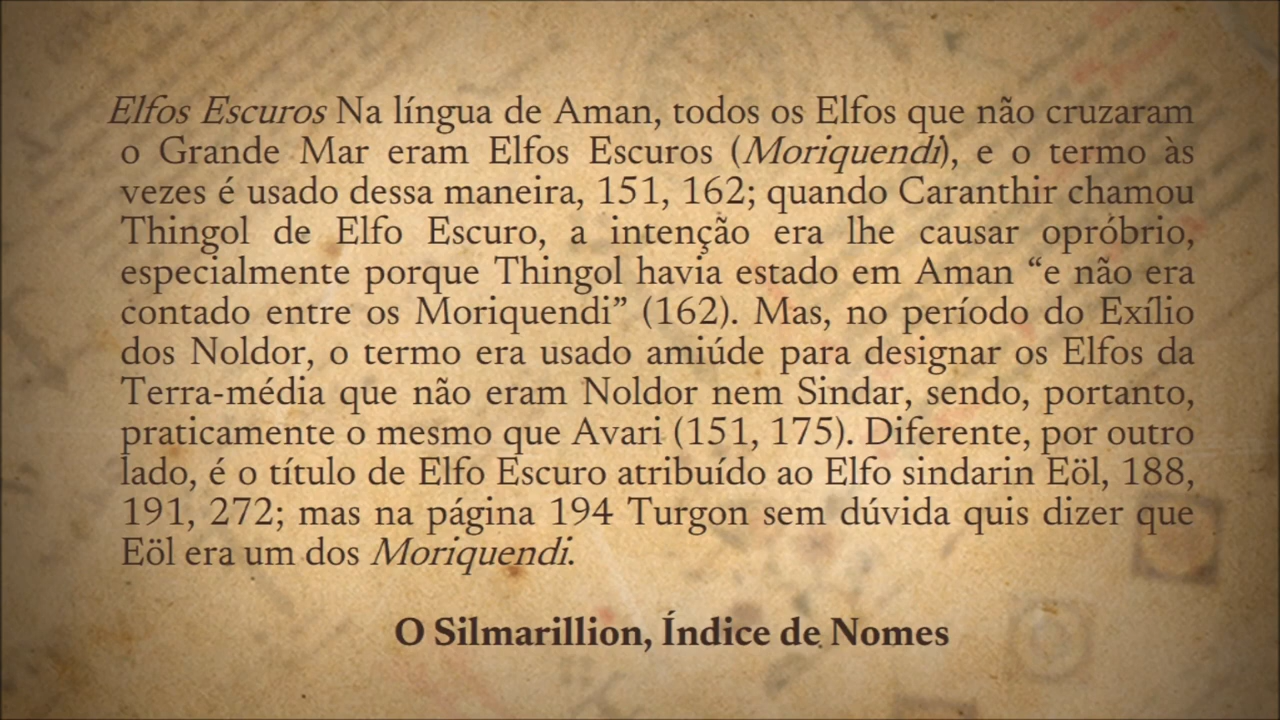 Elfos Escuros Na língua de Aman, todos os Elfos que não cruzaram
o Grande Mar eram Elfos Escuros (Moriquendi), e o termo às
vezes é usado dessa maneira, 151, 162; quando Caranthir chamou
Thingol de Elfo Escuro, a intenção era lhe causar opróbrio,
especialmente porque Thingol havia estado em Aman “e não era
contado entre os Moriquendi” (162). Mas, no período do Exílio
dos Noldor, o termo era usado amiúde para designar os Elfos da
Terra-média que não eram Noldor nem Sindar, sendo, portanto,
praticamente o mesmo que Avari (151, 175). Diferente, por outro
lado, é o título de Elfo Escuro atribuído ao Elfo sindarin Eöl, 188,
191, 272; mas na página 194 Turgon sem dúvida quis dizer que
Eöl era um dos Moriquendi.
O Silmarillion, Índice de Nomes